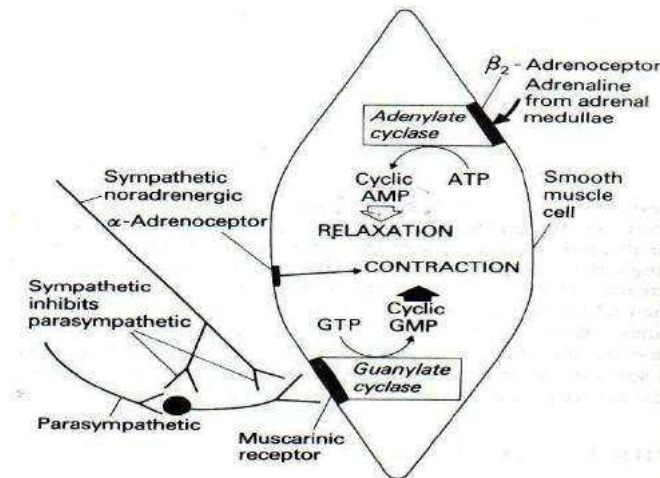 β2 - Adrenoceptor
Adrenaline
from adrenal
medullae
Adenylate
cyclase
Cyclic
AMP
ATP
RELAXATION
Smooth
muscle
cell
Sympathetic
noradrenergic
α-Adrenoceptor
CONTRACTION
Sympathetic
inhibits
parasympathetic
GTP
Cyclic
GMP
Guanylate
cyclase
Parasympathetic
Muscarinic
receptor